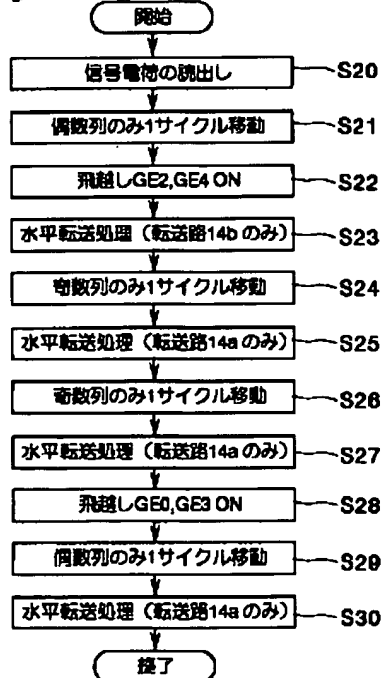 開始
信号電荷の読出し S20
偶数列のみ1サイクル移動 S21
飛越しGE2,GE4 ON S22
水平転送処理（転送路14bのみ） S23
奇数列のみ1サイクル移動 S24
水平転送処理（転送路14aのみ） S25
奇数列のみ1サイクル移動 S26
水平転送処理（転送路14aのみ） S27
飛越しGE0,GE3 ON S28
偶数列のみ1サイクル移動 S29
水平転送処理（転送路14aのみ） S30
終了